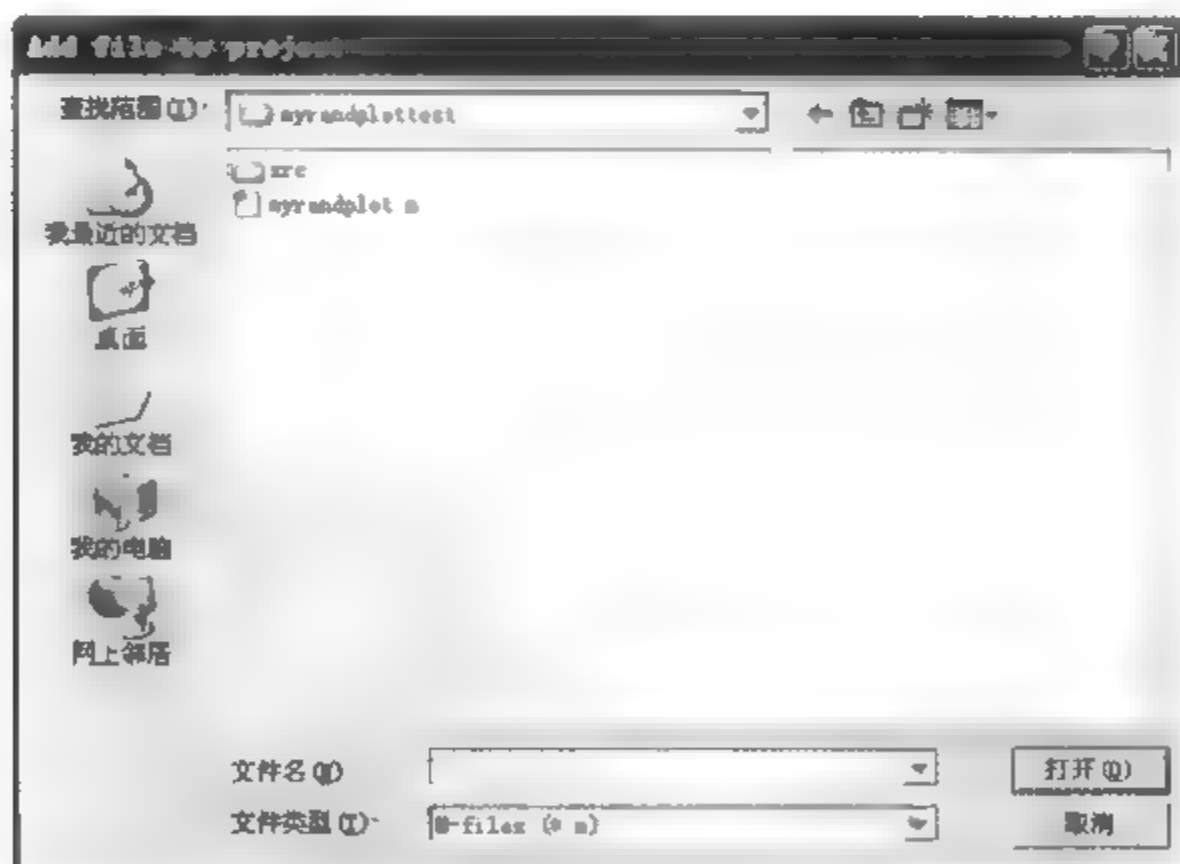 Add file to project
查找范围(I):
myrandplottest
src
myrandplot m
我最近的文档
桌面
我的文档
我的电脑
网上邻居
文件名(N)
打开(O)
文件类型(T):
M-files (* m)
取消